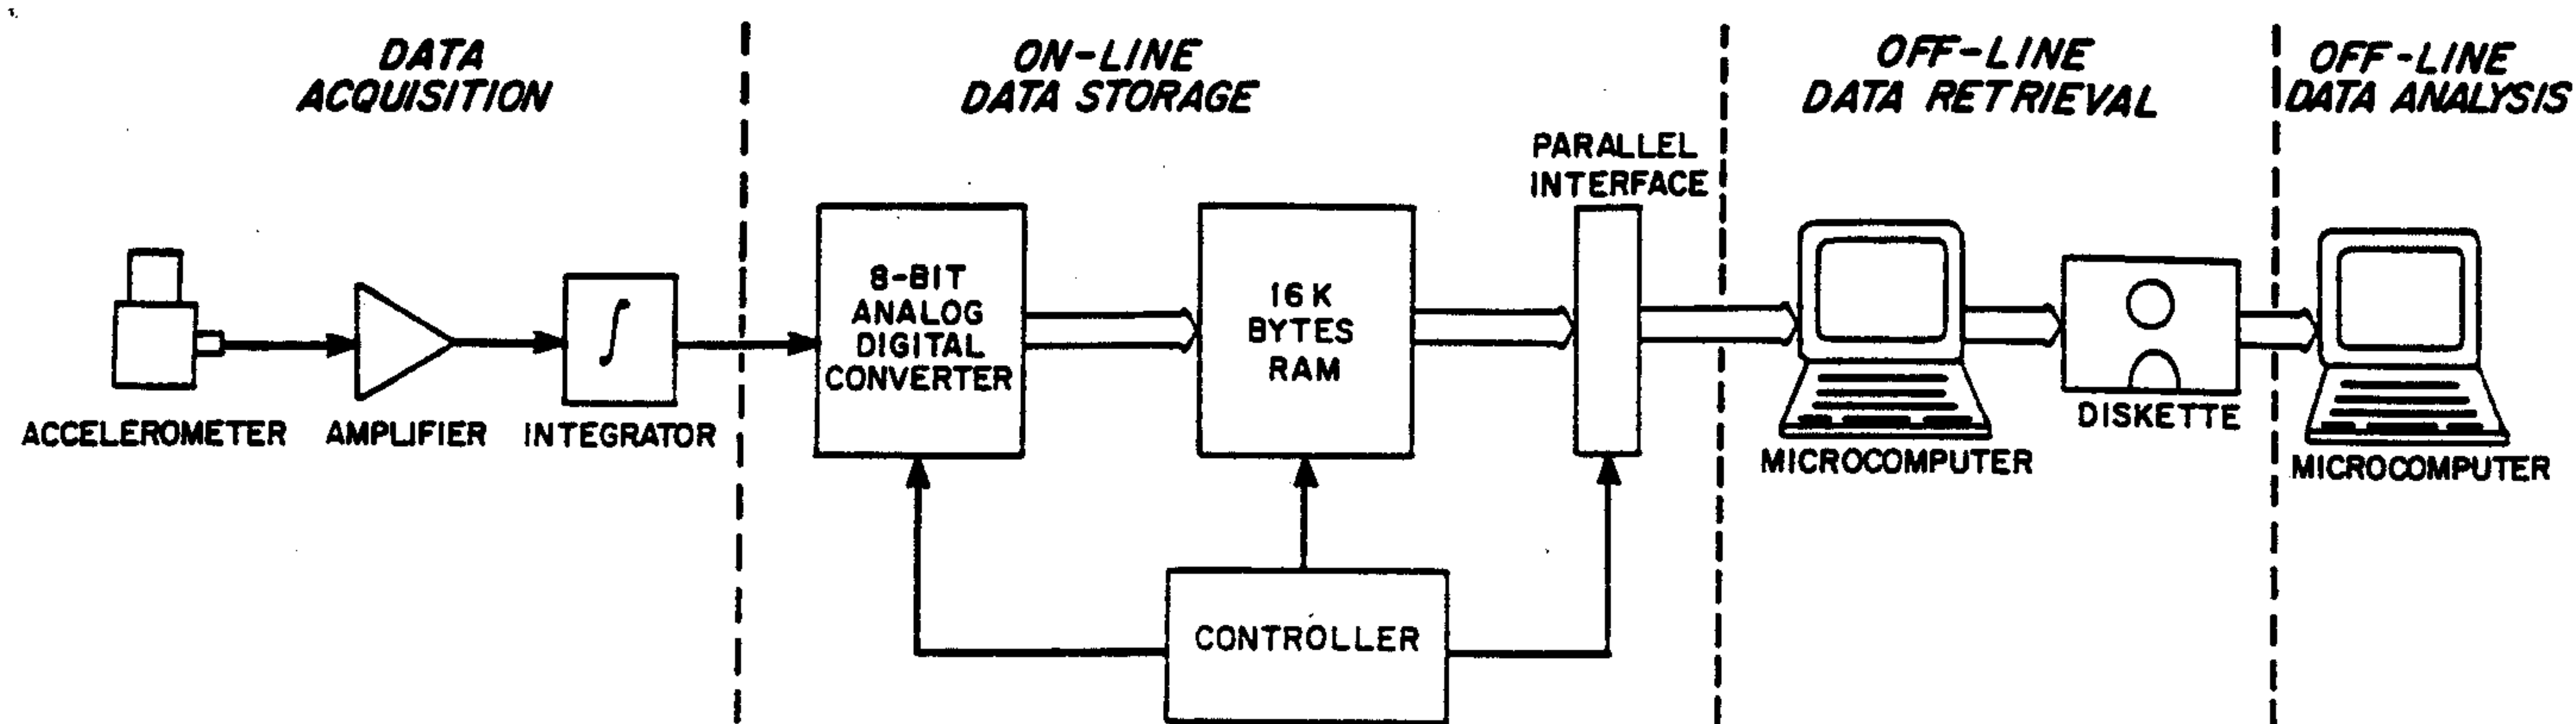 DATA
ACQUISITION
ON-LINE
DATA STORAGE
OFF-LINE
DATA RETRIEVAL
OFF-LINE
DATA ANALYSIS
PARALLEL
INTERFACE
8-BIT
ANALOG
DIGITAL
CONVERTER
16K
BYTES
RAM
∫
ACCELEROMETER
AMPLIFIER
INTEGRATOR
MICROCOMPUTER
DISKETTE
MICROCOMPUTER
CONTROLLER